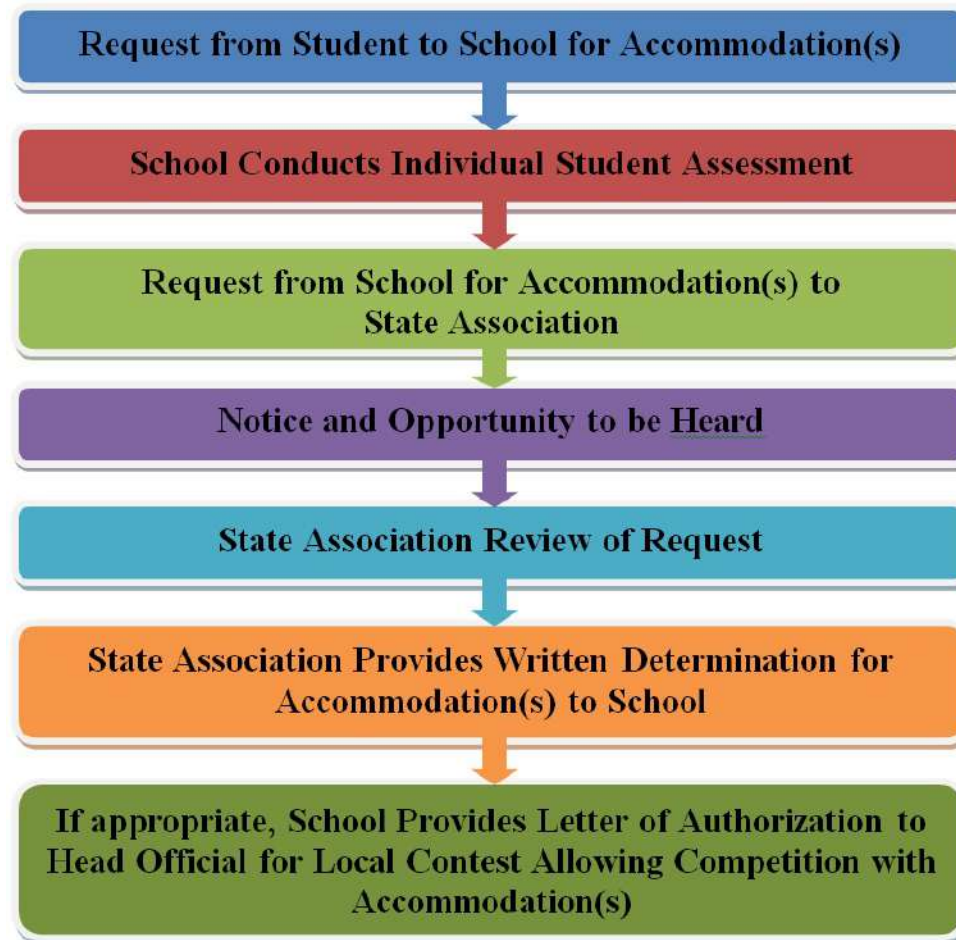 Request from Student to School for Accommodation(s)
School Conducts Individual Student Assessment
Request from School for Accommodation(s) to
State Association
Notice and Opportunity to be Heard
State Association Review of Request
State Association Provides Written Determination for
Accommodation(s) to School
If appropriate, School Provides Letter of Authorization to
Head Official for Local Contest Allowing Competition with
Accommodation(s)